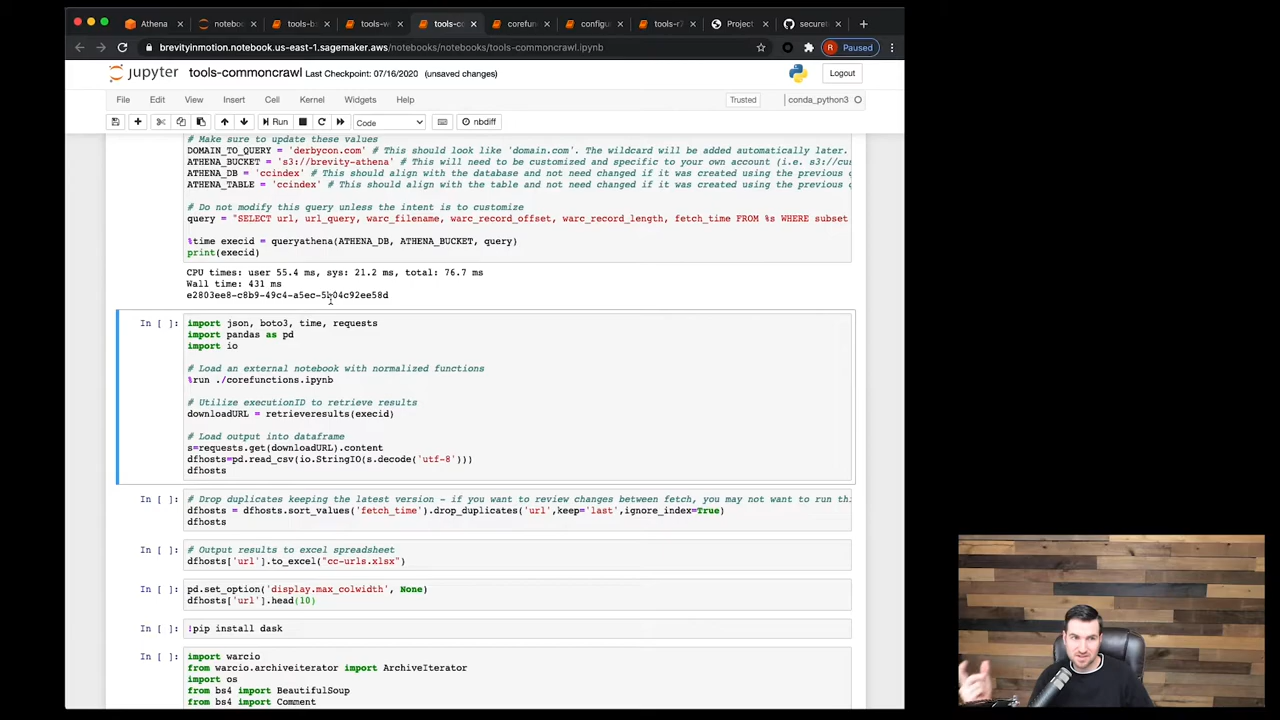 Athena
noteboo
tools-bs
tools-w
tools-co
corefun
configu
tools-r
Project
securet
brevityinmotion.notebook.us-east-1.sagemaker.aws/notebooks/notebooks/tools-commoncrawl.ipynb
R Paused
jupyter tools-commoncrawl Last Checkpoint: 07/16/2020 (unsaved changes)
Logout
File Edit View Insert Cell Kernel Widgets Help
Trusted conda_python3
Run Code nbdiff
# Make sure to update these values
DOMAIN_TO_QUERY = 'derbycon.com' # This should look like 'domain.com'. The wildcard will be added automatically later.
ATHENA_BUCKET = 's3://brevity-athena' # This will need to be customized and specific to your own account (i.e. s3://cus
ATHENA_DB = 'ccindex' # This should align with the database and not need changed if it was created using the previous q
ATHENA_TABLE = 'ccindex' # This should align with the table and not need changed if it was created using the previous q
# Do not modify this query unless the intent is to customize
query = "SELECT url, url_query, warc_filename, warc_record_offset, warc_record_length, fetch_time FROM %s WHERE subset
%time execid = queryathena(ATHENA_DB, ATHENA_BUCKET, query)
print(execid)
CPU times: user 55.4 ms, sys: 21.2 ms, total: 76.7 ms
Wall time: 431 ms
e2803ee8-c8b9-49c4-a5ec-5b04c92ee58d
In [ ]: import json, boto3, time, requests
import pandas as pd
import io
# Load an external notebook with normalized functions
%run ./corefunctions.ipynb
# Utilize executionID to retrieve results
downloadURL = retrieveresults(execid)
# Load output into dataframe
s=requests.get(downloadURL).content
dfhosts=pd.read_csv(io.StringIO(s.decode('utf-8')))
dfhosts
In [ ]: # Drop duplicates keeping the latest version - if you want to review changes between fetch, you may not want to run thi
dfhosts = dfhosts.sort_values('fetch_time').drop_duplicates('url',keep='last',ignore_index=True)
dfhosts
In [ ]: # Output results to excel spreadsheet
dfhosts['url'].to_excel("cc-urls.xlsx")
In [ ]: pd.set_option('display.max_colwidth', None)
dfhosts['url'].head(10)
In [ ]: !pip install dask
In [ ]: import warcio
from warcio.archiveiterator import ArchiveIterator
import os
from bs4 import BeautifulSoup
from bs4 import Comment